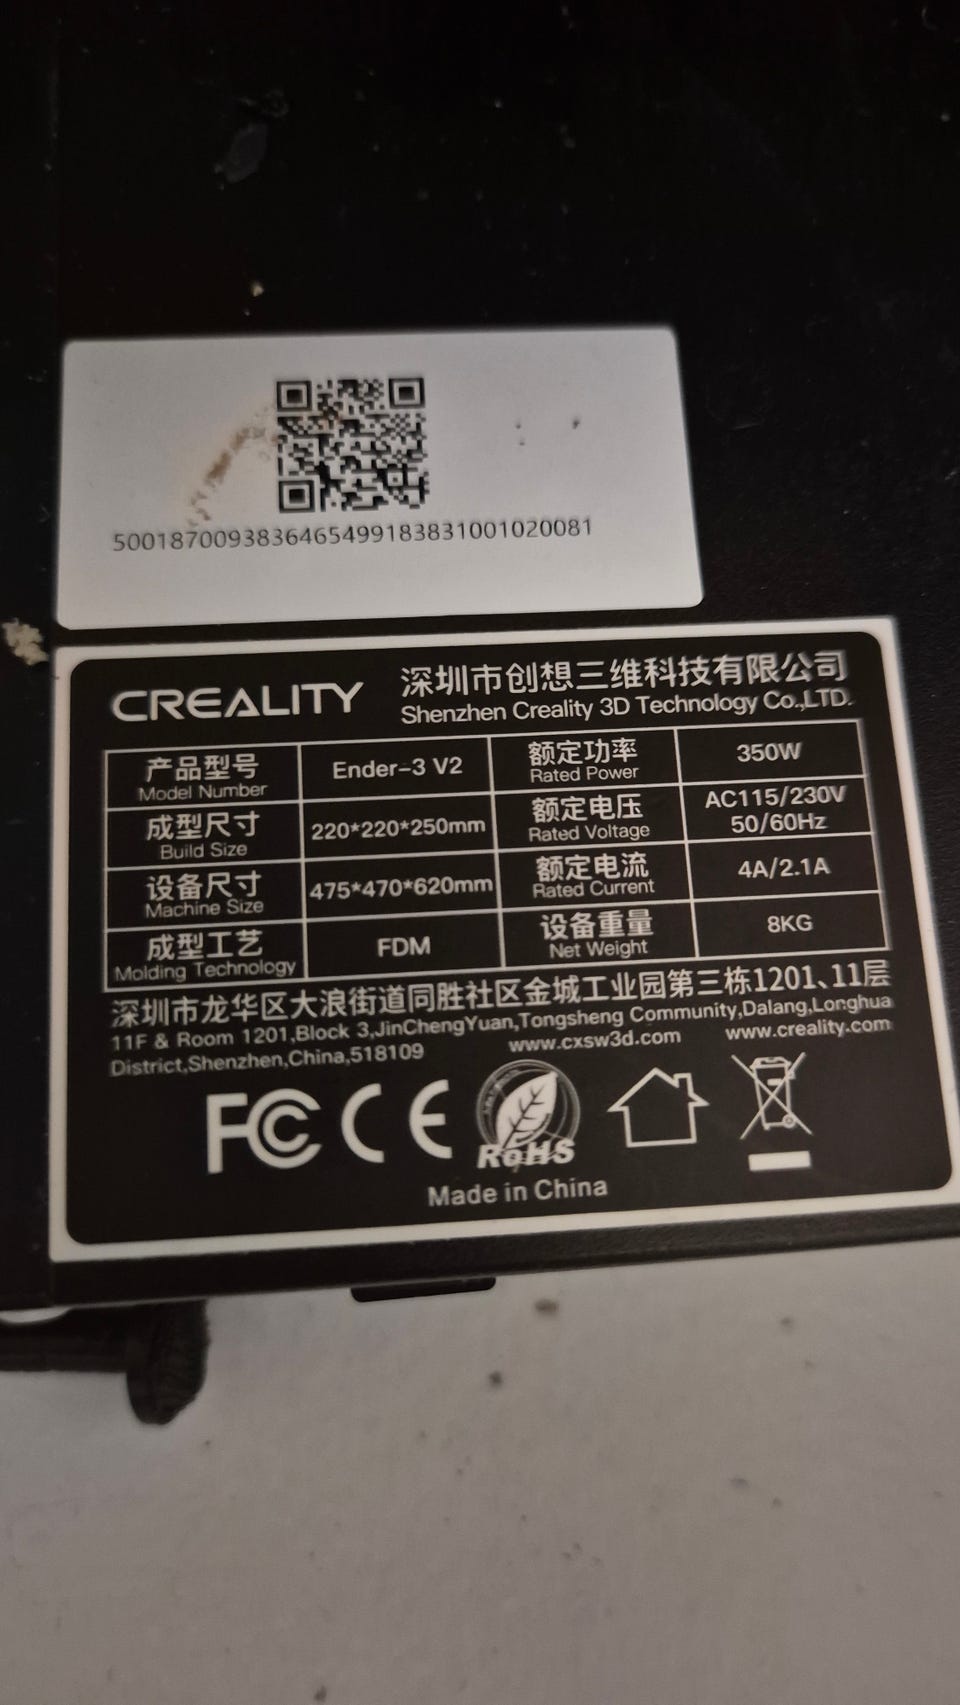 5001870093836465499183831001020081
CREALITY
深圳市创想三维科技有限公司
Shenzhen Creality 3D Technology Co.,LTD.
产品型号 Ender-3 V2 额定功率 350W
Model Number Rated Power
成型尺寸 220*220*250mm 额定电压 AC115/230V
Build Size Rated Voltage 50/60Hz
设备尺寸 475*470*620mm 额定电流 4A/2.1A
Machine Size Rated Current
成型工艺 FDM 设备重量 8KG
Molding Technology Net Weight
深圳市龙华区大浪街道同胜社区金城工业园第三栋1201、11层
11F & Room 1201,Block 3,JinChengYuan,Tongsheng Community,Dalang,Longhua
District,Shenzhen,China,518109 www.cxsw3d.com www.creality.com
FC CE RoHS
Made in China